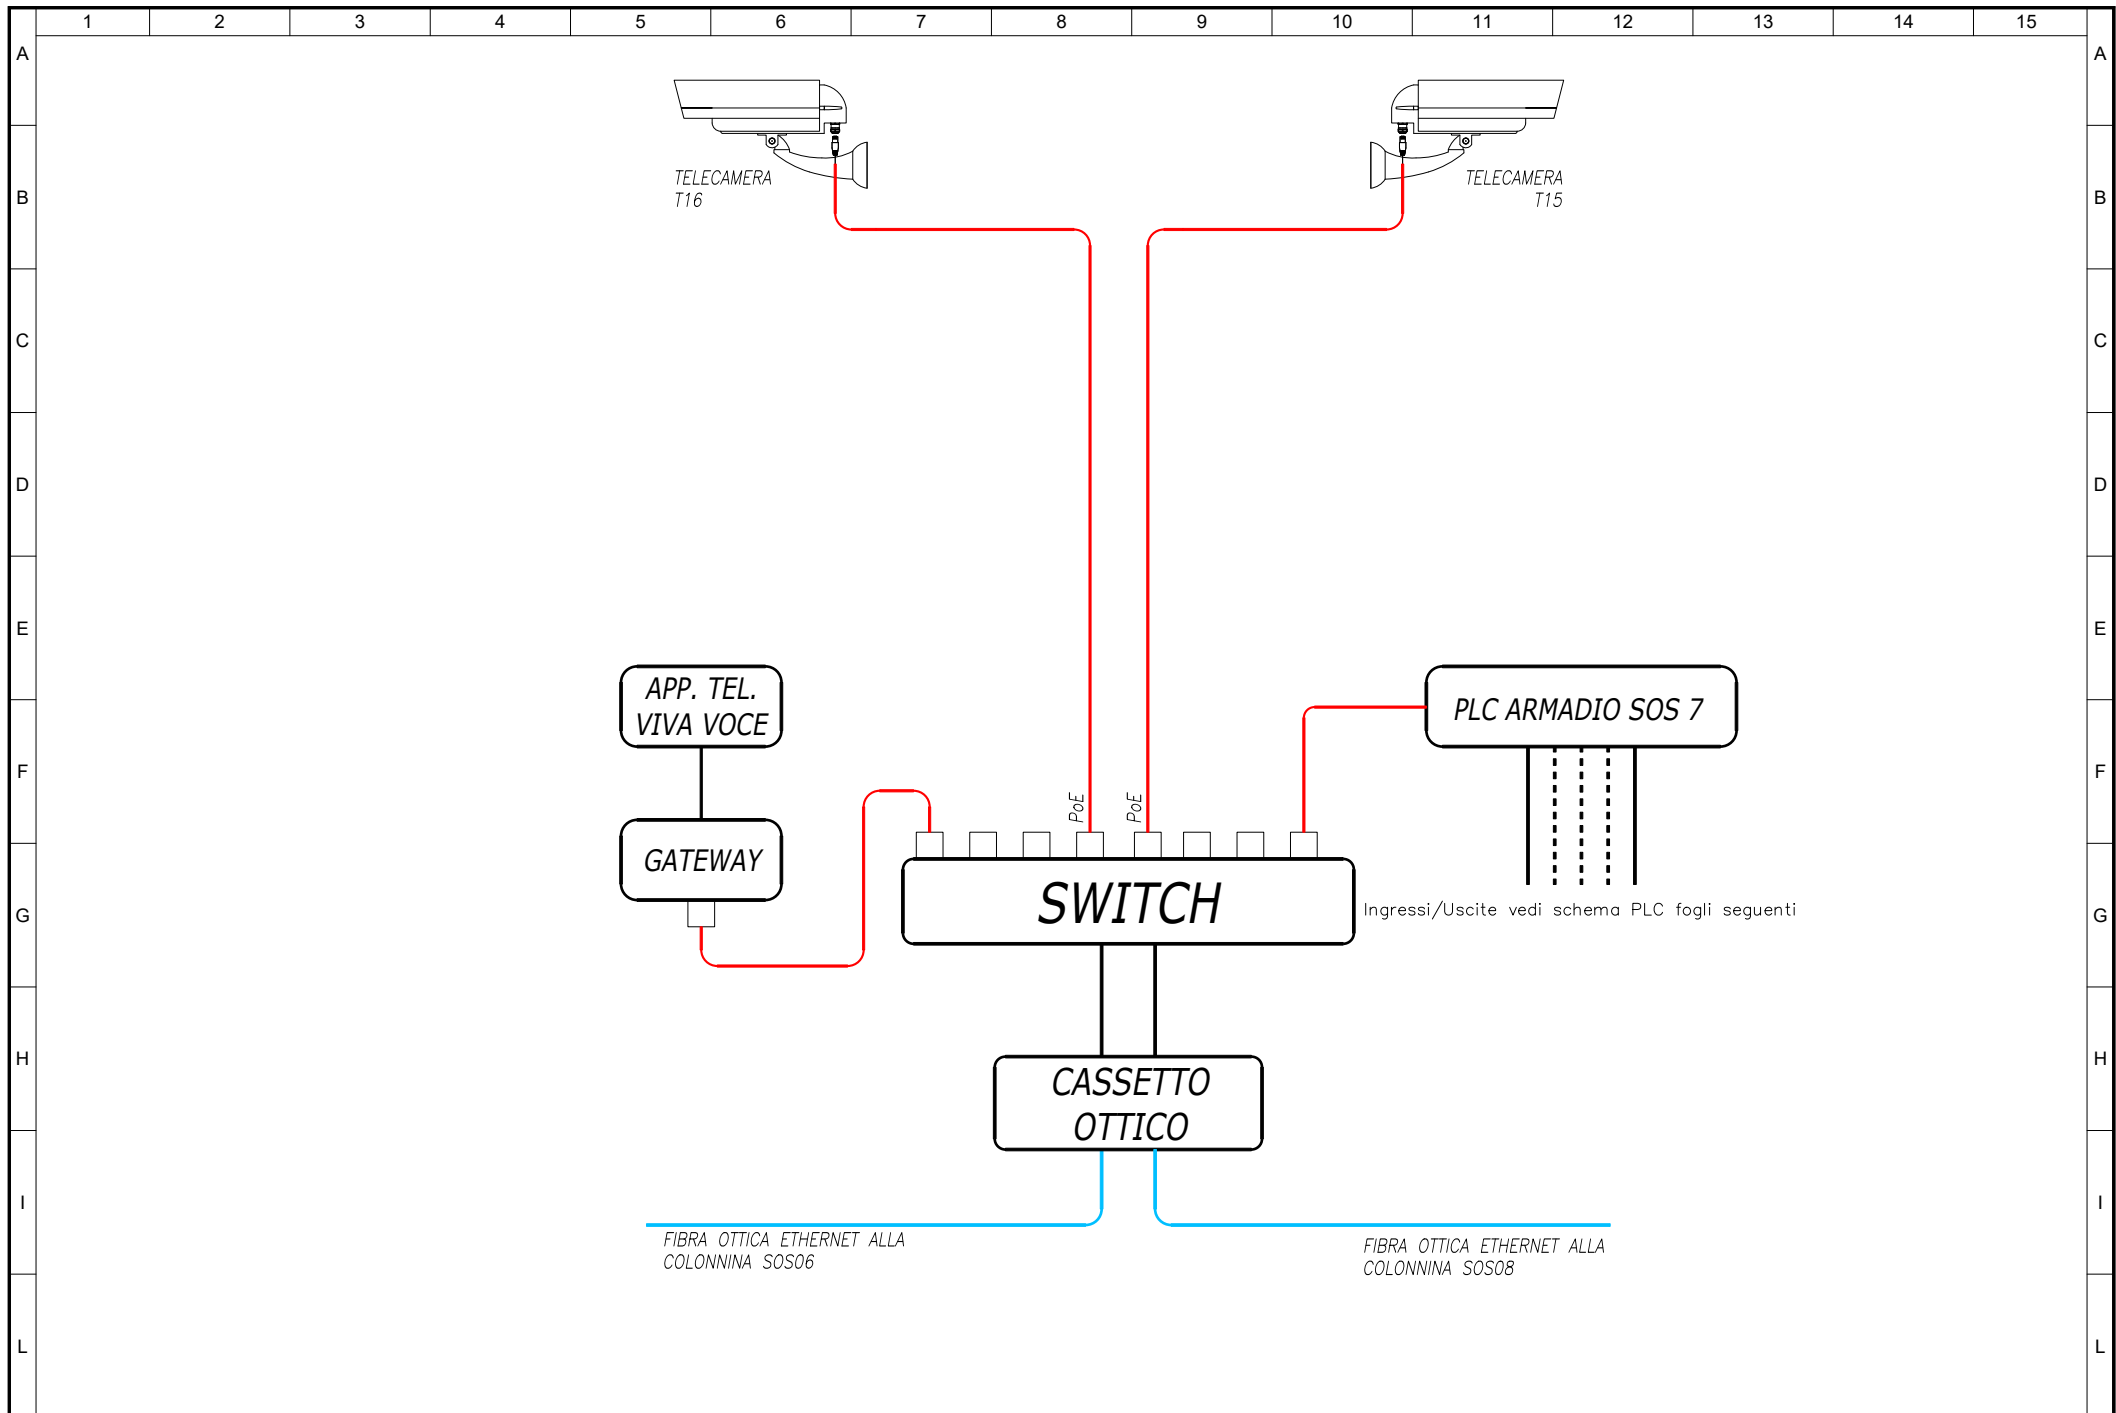 1 2 3 4 5 6 7 8 9 10 11 12 13 14 15
A A
TELECAMERA
T16
TELECAMERA
T15
B B
C C
D D
E E
APP. TEL.
VIVA VOCE
PLC ARMADIO SOS 7
F F
PoE PoE
GATEWAY
SWITCH
Ingressi/Uscite vedi schema PLC fogli seguenti
G G
H H
CASSETTO
OTTICO
I I
FIBRA OTTICA ETHERNET ALLA
COLONNINA SOS06
FIBRA OTTICA ETHERNET ALLA
COLONNINA SOS08
L L